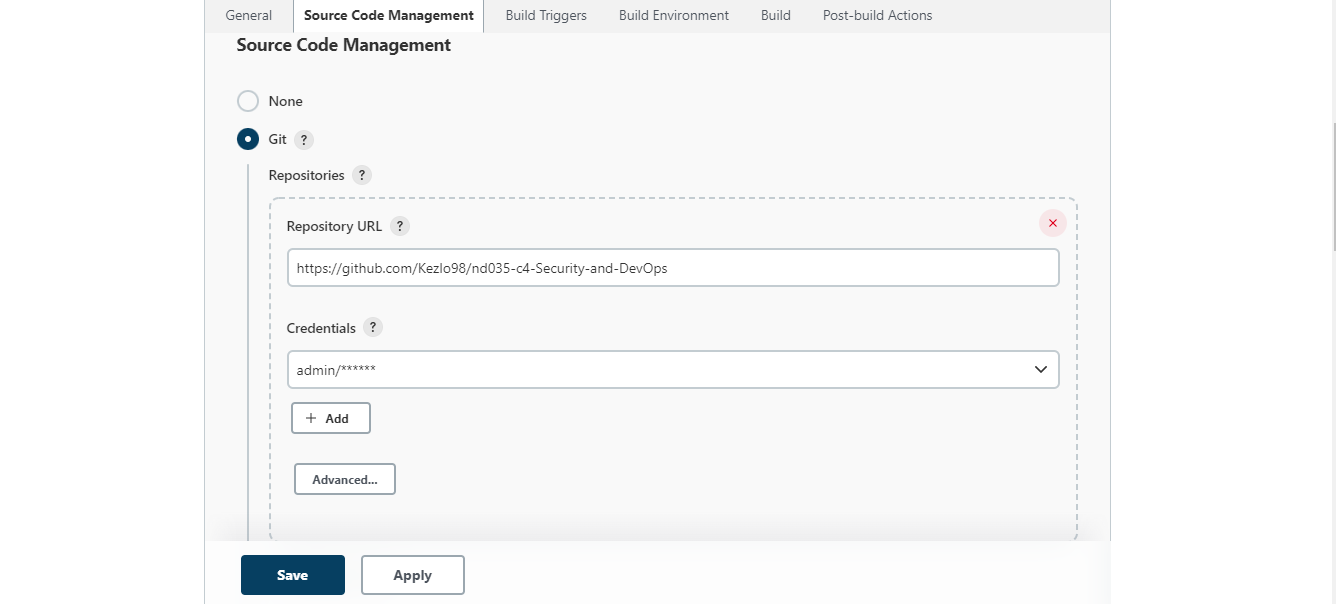 General Source Code Management Build Triggers Build Environment Build Post-build Actions
Source Code Management
None
Git ?
Repositories ?
Repository URL ?
https://github.com/Kezlo98/nd035-c4-Security-and-DevOps
Credentials ?
admin/******
+ Add
Advanced...
Save Apply